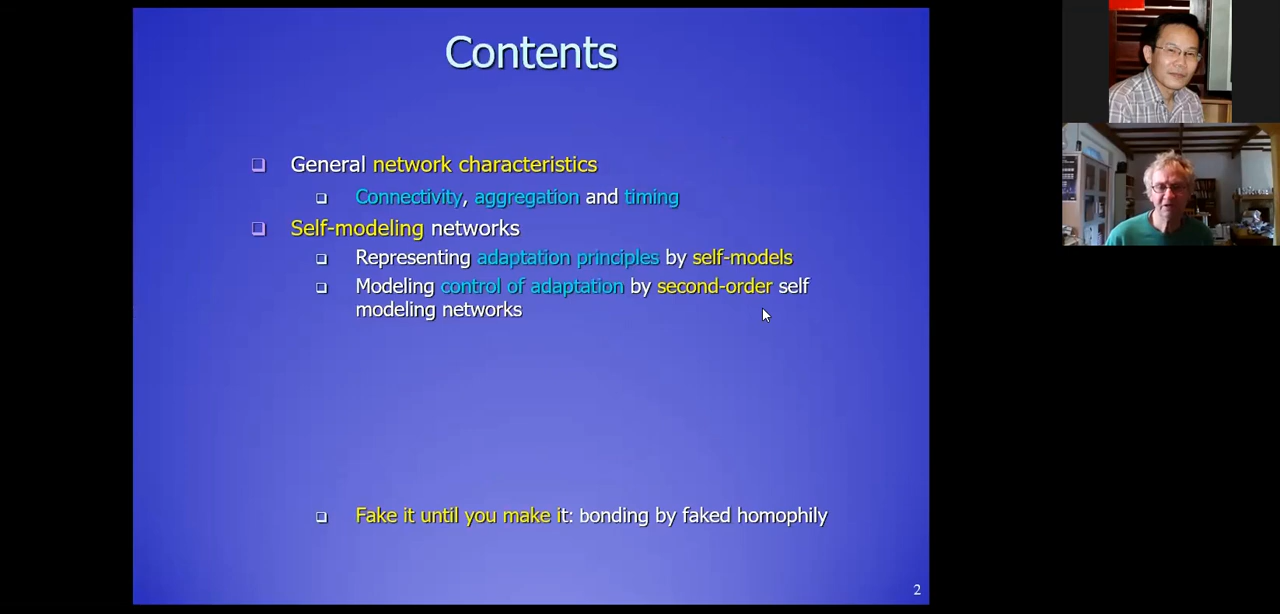 Contents
General network characteristics
Connectivity, aggregation and timing
Self-modeling networks
Representing adaptation principles by self-models
Modeling control of adaptation by second-order self
modeling networks
Fake it until you make it: bonding by faked homophily
2